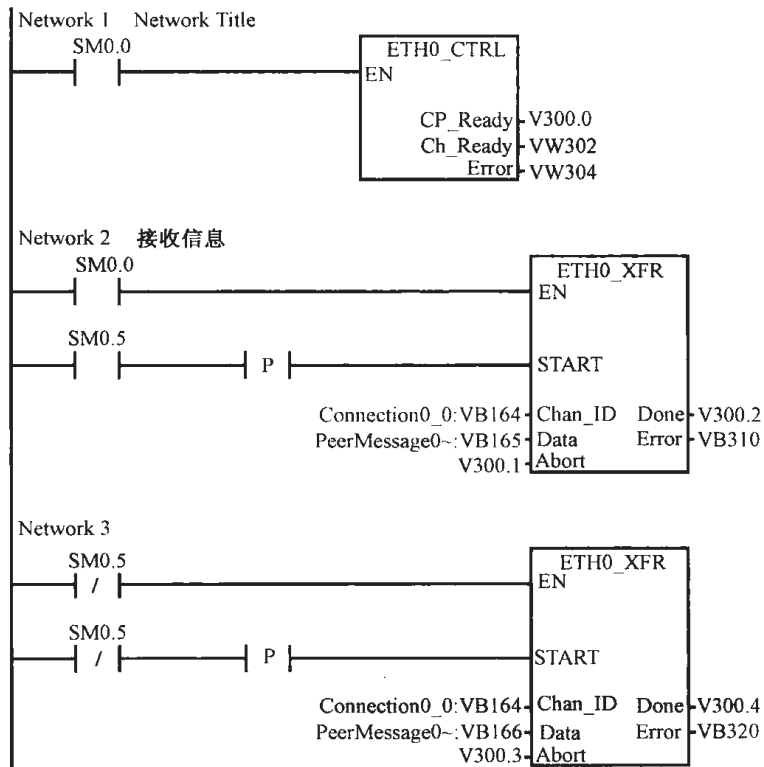 Network 1 Network Title
SM0.0
ETH0_CTRL
EN
CP_Ready V300.0
Ch_Ready VW302
Error VW304
Network 2 接收信息
SM0.0
ETH0_XFR
EN
SM0.5
P
START
Connection0_0:VB164 Chan_ID Done V300.2
PeerMessage0~:VB165 Data Error VB310
V300.1 Abort
Network 3
SM0.5
/
ETH0_XFR
EN
SM0.5
/
P
START
Connection0_0:VB164 Chan_ID Done V300.4
PeerMessage0~:VB166 Data Error VB320
V300.3 Abort